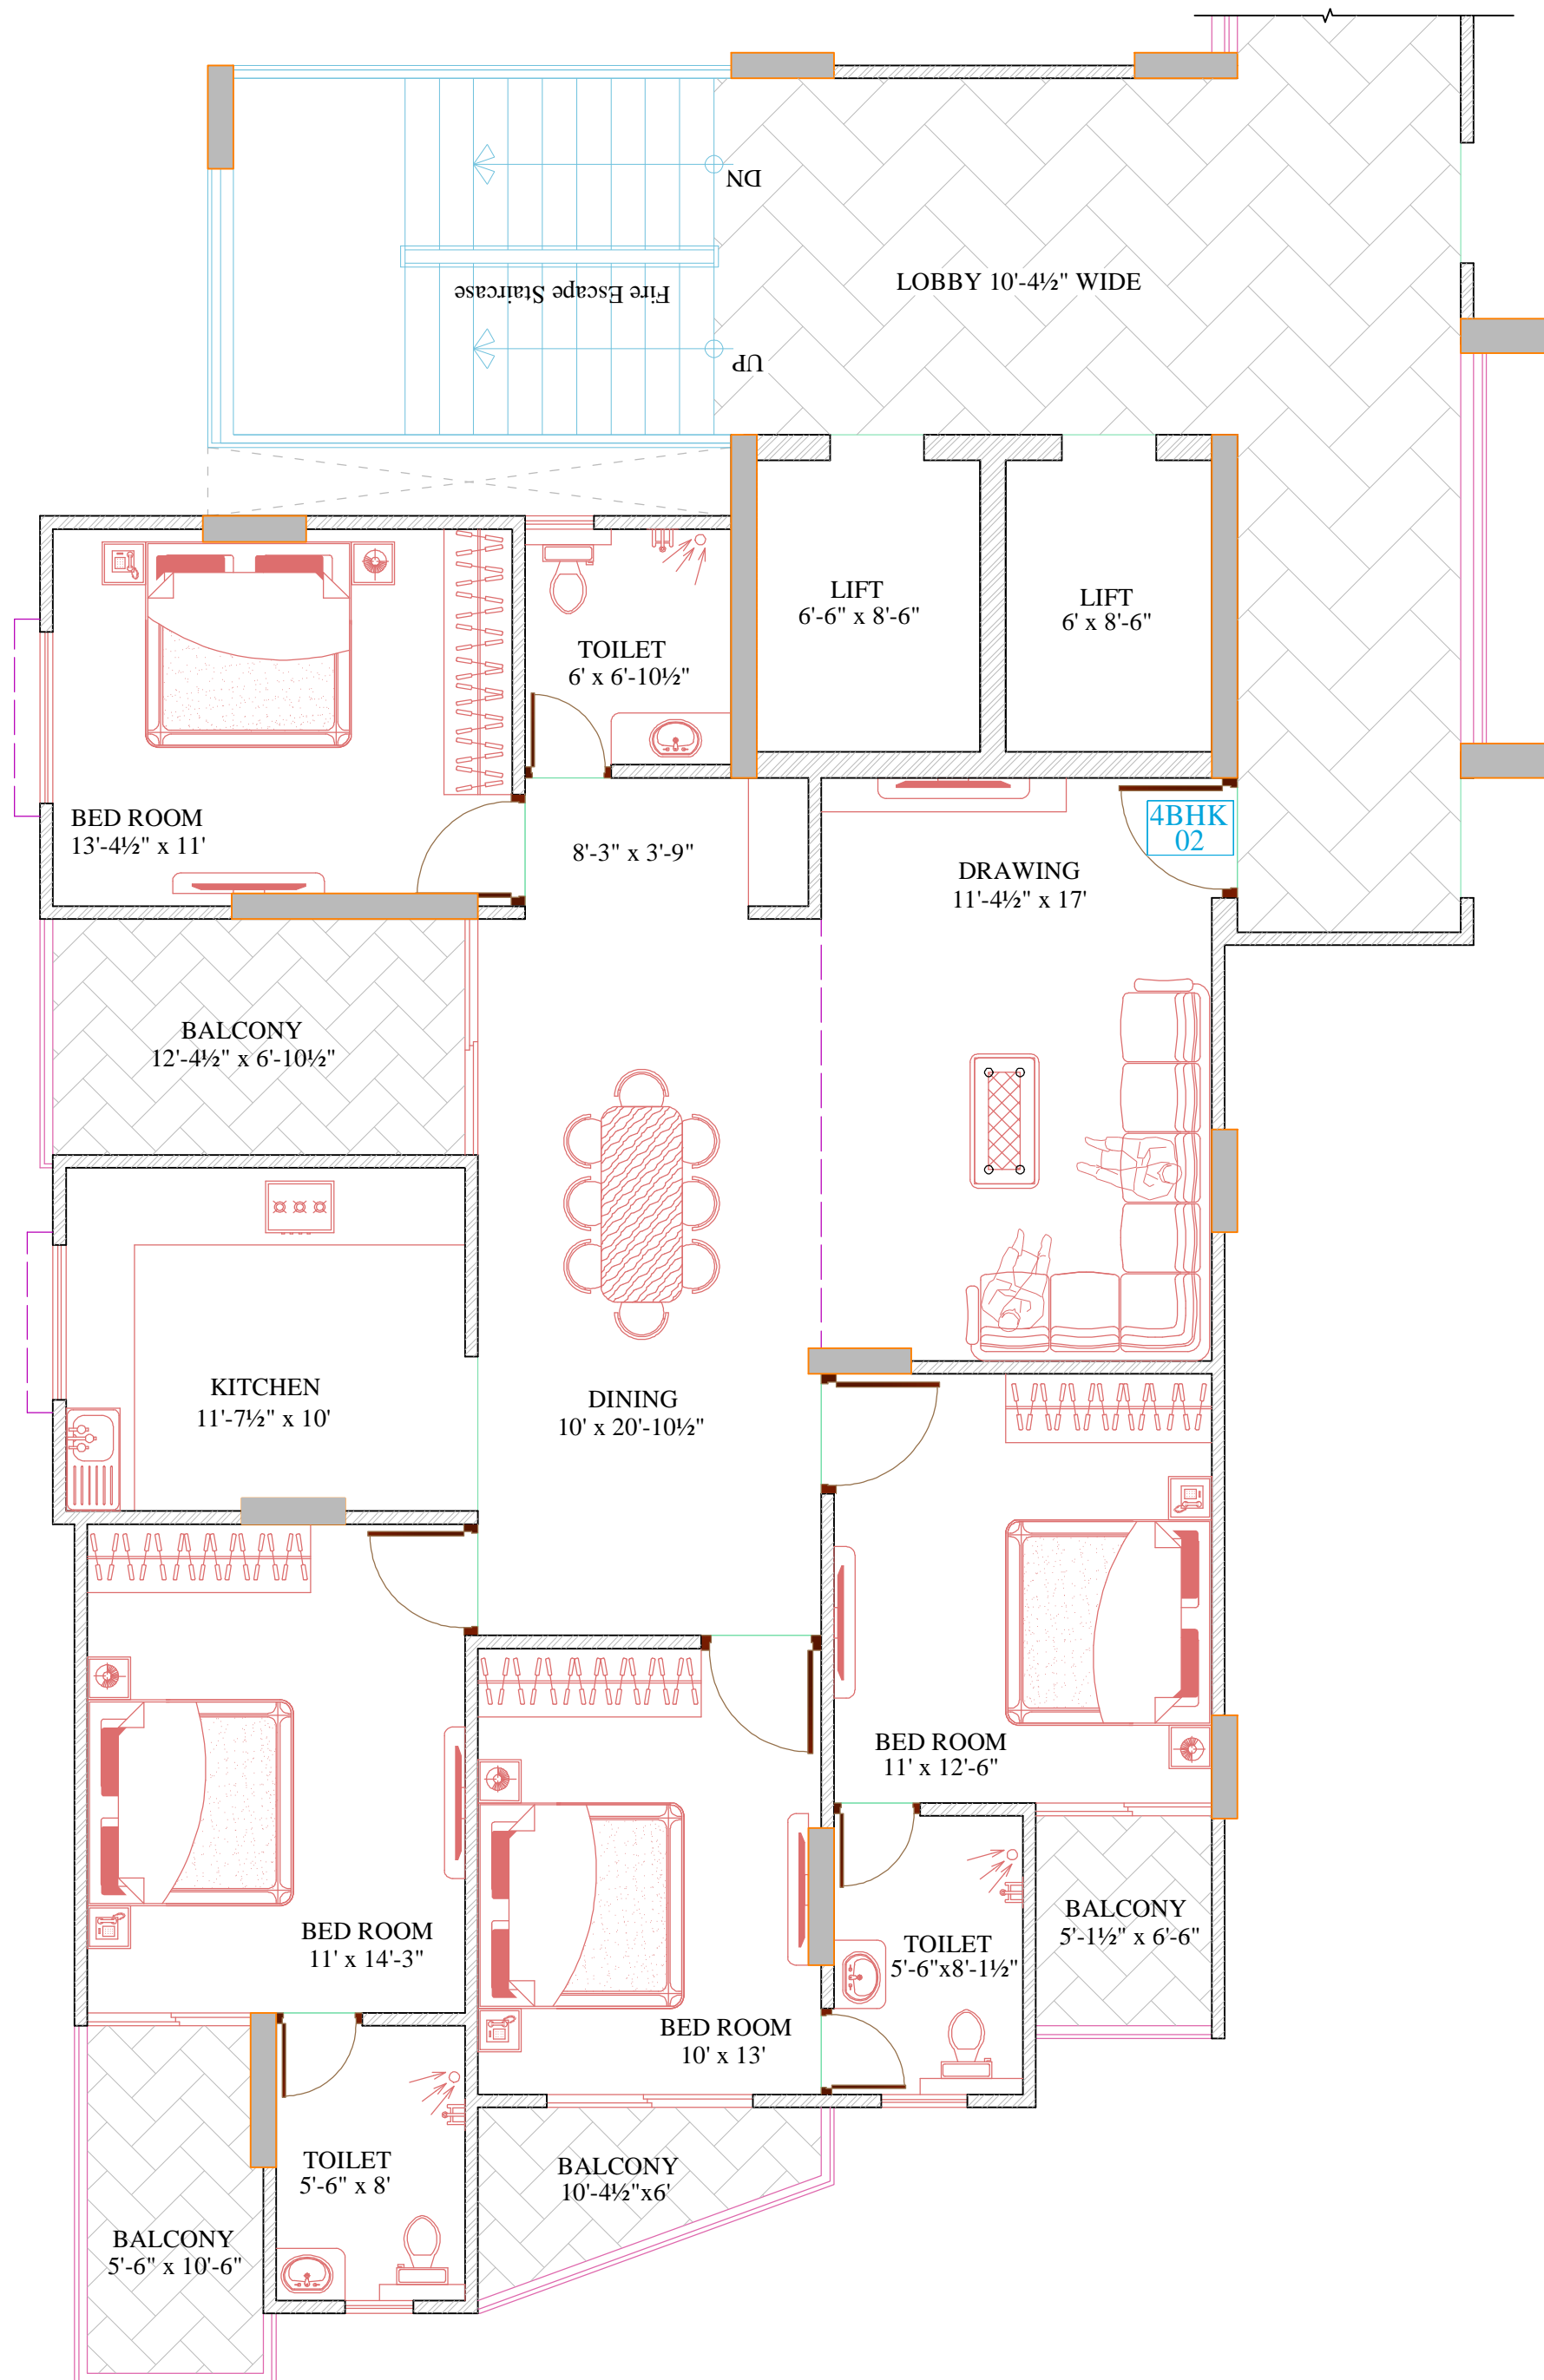 DN
Fire Escape Staircase
LOBBY 10'-4½" WIDE
UP
LIFT
6'-6" x 8'-6"
LIFT
6' x 8'-6"
TOILET
6' x 6'-10½"
BED ROOM
13'-4½" x 11'
8'-3" x 3'-9"
4BHK
02
DRAWING
11'-4½" x 17'
BALCONY
12'-4½" x 6'-10½"
KITCHEN
11'-7½" x 10'
DINING
10' x 20'-10½"
BED ROOM
11' x 12'-6"
BED ROOM
11' x 14'-3"
BALCONY
5'-1½" x 6'-6"
TOILET
5'-6"x8'-1½"
BED ROOM
10' x 13'
TOILET
5'-6" x 8'
BALCONY
10'-4½"x6'
BALCONY
5'-6" x 10'-6"